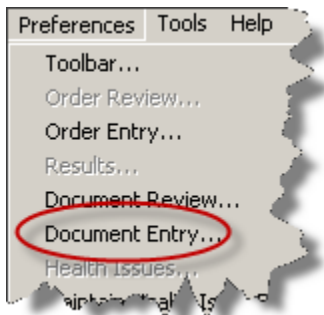 Preferences Tools Help
Toolbar...
Order Review...
Order Entry...
Results...
Document Review...
Document Entry...
Health Issues...